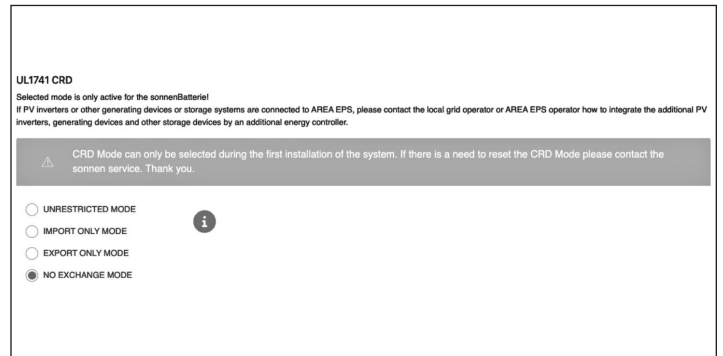 UL1741 CRD
Selected mode is only active for the sonnenBatterie!
If PV inverters or other generating devices or storage systems are connected to AREA EPS, please contact the local grid operator or AREA EPS operator how to integrate the additional PV
inverters, generating devices and other storage devices by an additional energy controller.
CRD Mode can only be selected during the first installation of the system. If there is a need to reset the CRD Mode please contact the
sonnen service. Thank you.
UNRESTRICTED MODE
IMPORT ONLY MODE
EXPORT ONLY MODE
NO EXCHANGE MODE